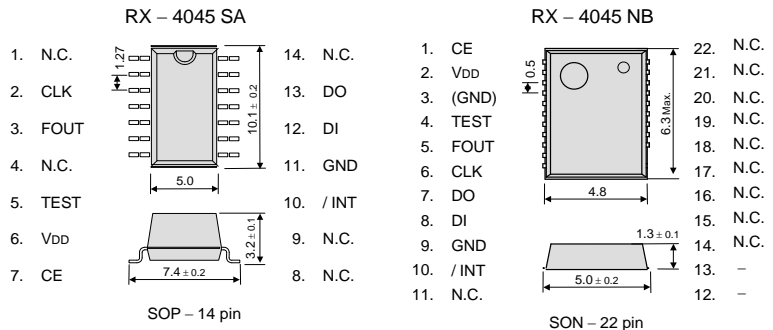 RX – 4045 SA
1. N.C.
2. CLK
3. FOUT
4. N.C.
5. TEST
6. VDD
7. CE
1.27
10.1 ± 0.2
5.0
3.2 ± 0.1
7.4 ± 0.2
14. N.C.
13. DO
12. DI
11. GND
10. / INT
9. N.C.
8. N.C.
SOP – 14 pin
RX – 4045 NB
1. CE
2. VDD
3. (GND)
4. TEST
5. FOUT
6. CLK
7. DO
8. DI
9. GND
10. / INT
11. N.C.
0.5
6.3 Max.
4.8
1.3 ± 0.1
5.0 ± 0.2
22. N.C.
21. N.C.
20. N.C.
19. N.C.
18. N.C.
17. N.C.
16. N.C.
15. N.C.
14. N.C.
13. –
12. –
SON – 22 pin